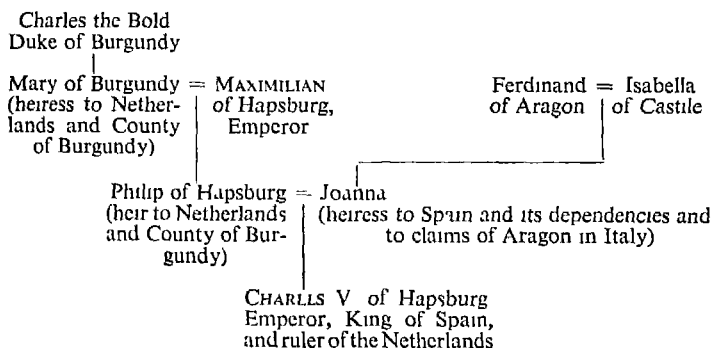 Charles the Bold
Duke of Burgundy
Mary of Burgundy = MAXIMILIAN
(heiress to Nether-
lands and County
of Burgundy)
of Hapsburg,
Emperor
Ferdinand = Isabella
of Aragon
of Castile
Philip of Hapsburg = Joanna
(heir to Netherlands
and County of Bur-
gundy)
(heiress to Spain and its dependencies and
to claims of Aragon in Italy)
CHARLES V of Hapsburg
Emperor, King of Spain,
and ruler of the Netherlands